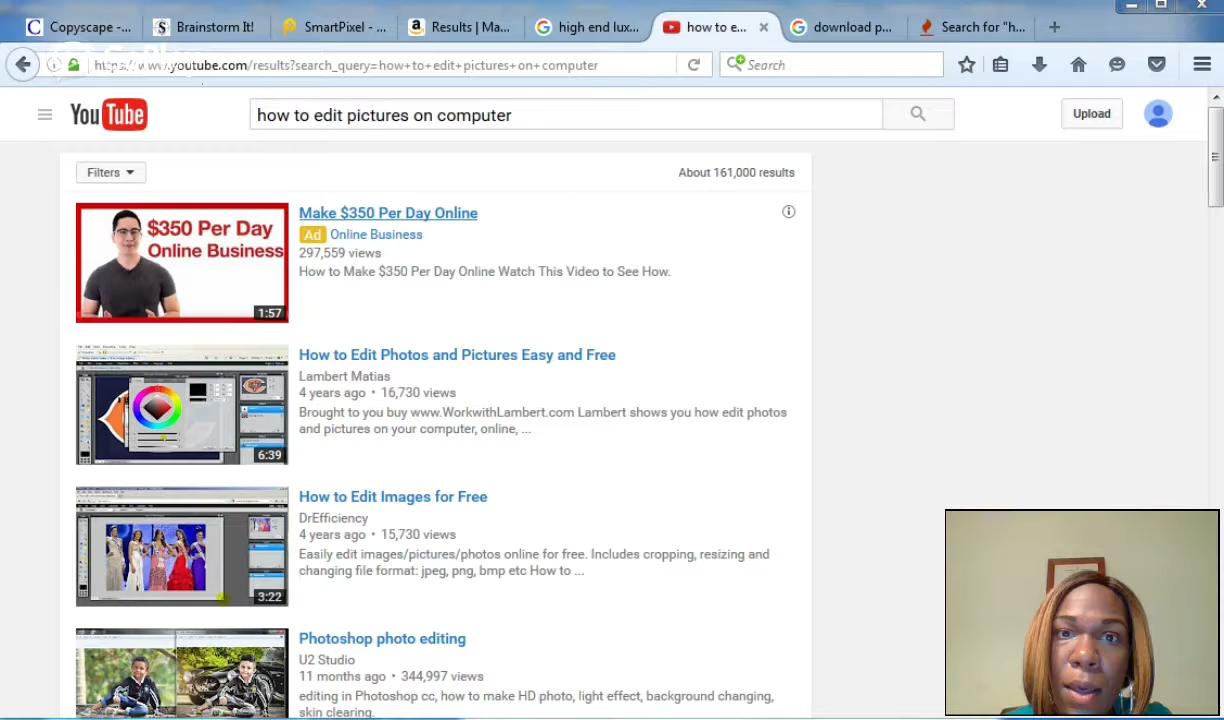 Copyscape -...
Brainstorm It!
SmartPixel - ...
Results | Ma...
high end lux...
how to e...
download p...
Search for "h...
https://www.youtube.com/results?search_query=how+to+edit+pictures+on+computer
Search
YouTube
how to edit pictures on computer
Upload
Filters
About 161,000 results
$350 Per Day
Online Business
1:57
Make $350 Per Day Online
Ad Online Business
297,559 views
How to Make $350 Per Day Online Watch This Video to See How.
6:39
How to Edit Photos and Pictures Easy and Free
Lambert Matias
4 years ago • 16,730 views
Brought to you buy www.WorkwithLambert.com Lambert shows you how edit photos
and pictures on your computer, online, ...
3:22
How to Edit Images for Free
DrEfficiency
4 years ago • 15,730 views
Easily edit images/pictures/photos online for free. Includes cropping, resizing and
changing file format: jpeg, png, bmp etc How to ...
Photoshop photo editing
U2 Studio
11 months ago • 344,997 views
editing in Photoshop cc, how to make HD photo, light effect, background changing,
skin clearing.